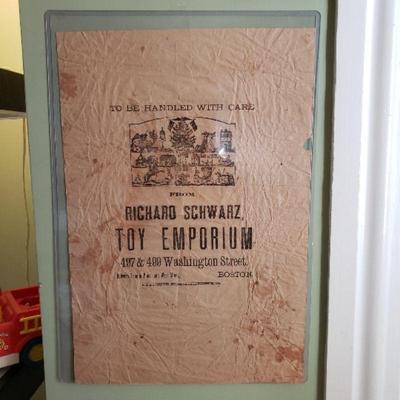 TO BE HANDLED WITH CARE
FROM
RICHARD SCHWARZ,
TOY EMPORIUM
497 & 499 Washington Street,
BOSTON